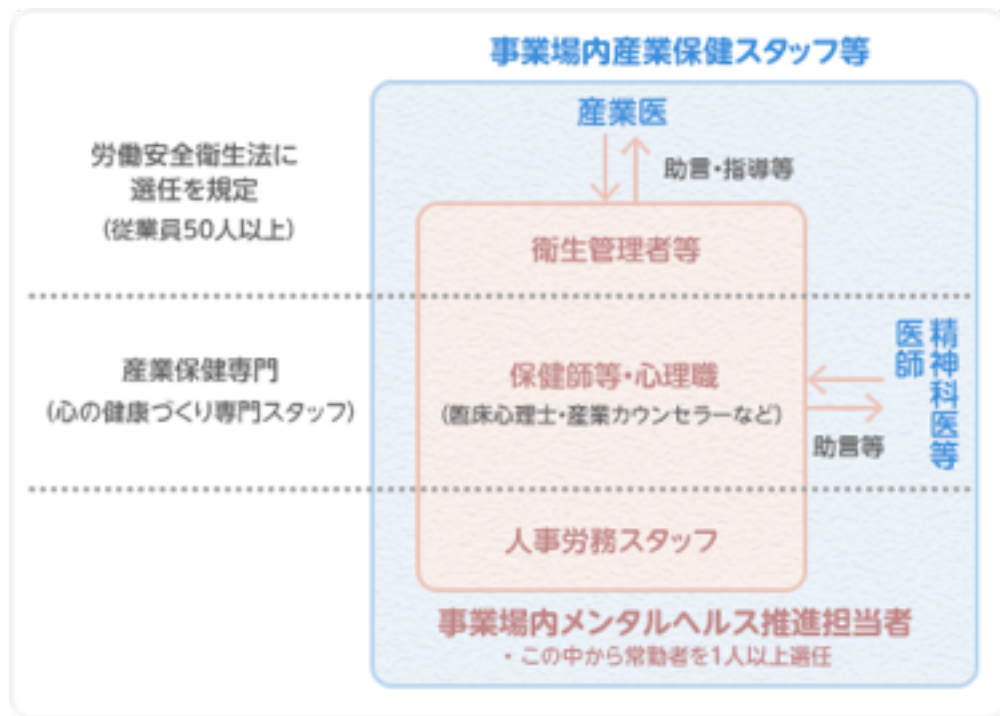 事業場内産業保健スタッフ等
産業医
助言・指導等
労働安全衛生法に
選任を規定
（従業員50人以上）
衛生管理者等
産業保健専門
（心の健康づくり専門スタッフ）
保健師等・心理職
（臨床心理士・産業カウンセラーなど）
精神科医等
医師
助言等
人事労務スタッフ
事業場内メンタルヘルス推進担当者
・この中から常勤者を1人以上選任